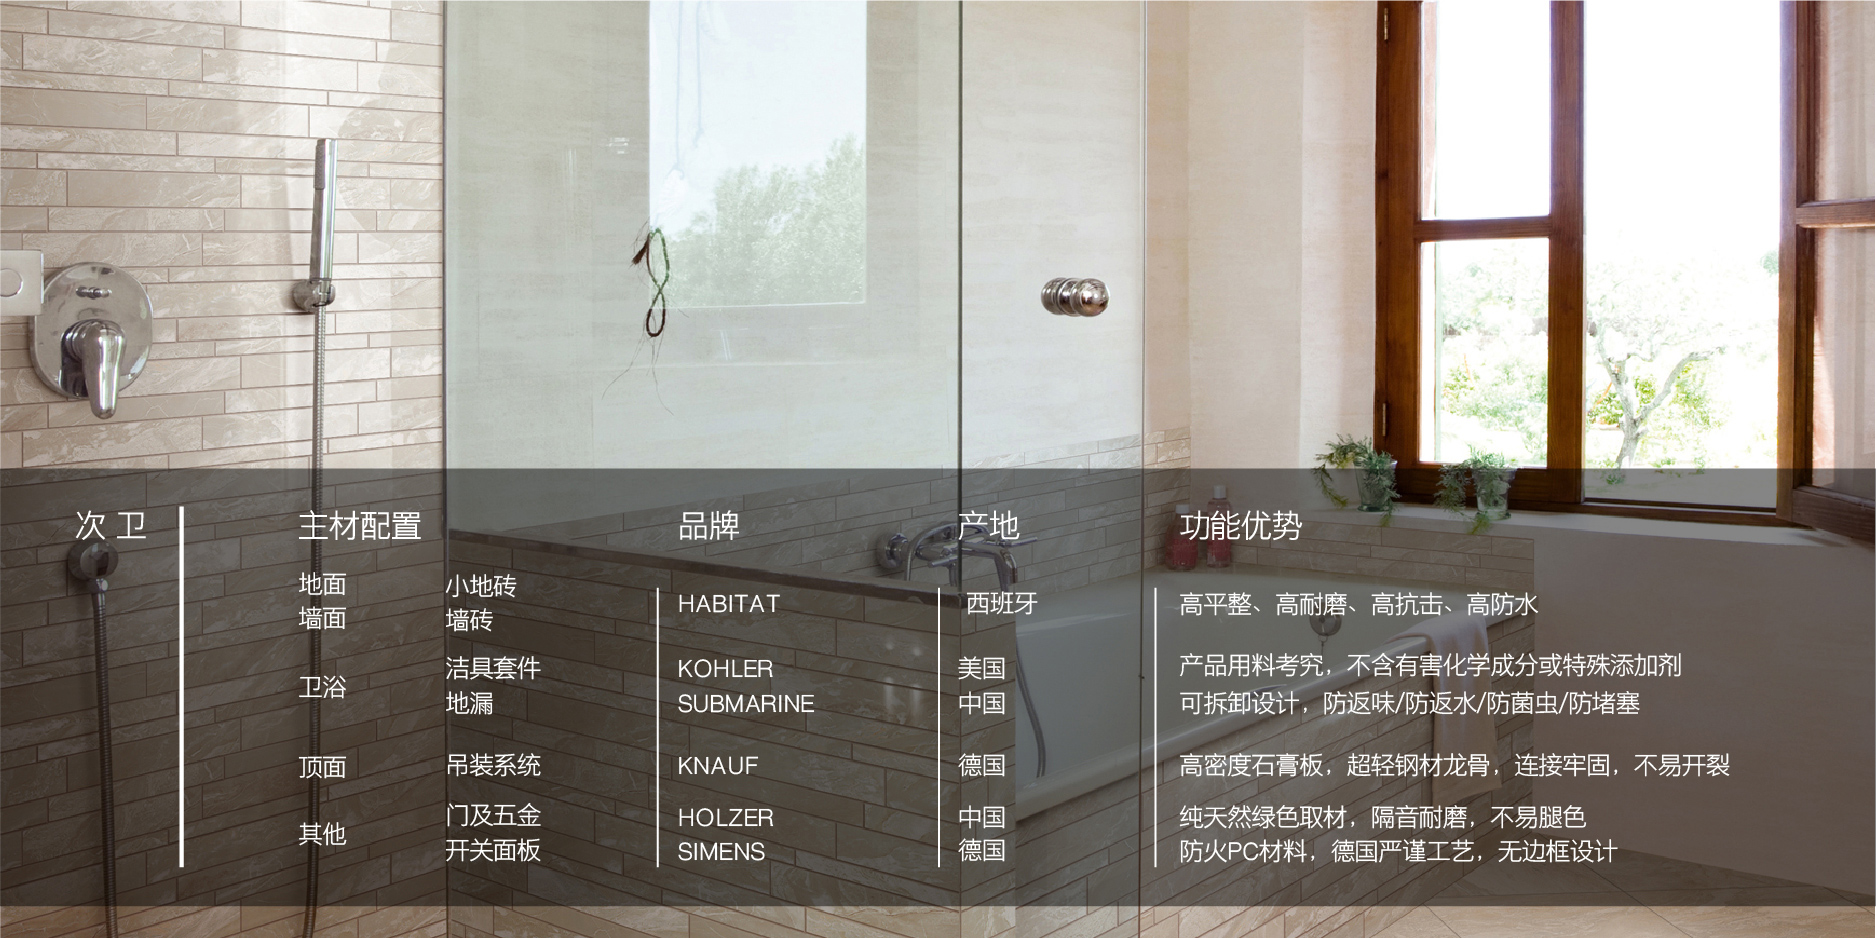 次 卫 主材配置 品牌 产地 功能优势
地面 小地砖
墙面 墙砖
HABITAT 西班牙 高平整、高耐磨、高抗击、高防水
卫浴
洁具套件 KOHLER 美国 产品用料考究，不含有害化学成分或特殊添加剂
地漏 SUBMARINE 中国 可拆卸设计，防返味/防返水/防菌虫/防堵塞
顶面 吊装系统 KNAUF 德国 高密度石膏板，超轻钢材龙骨，连接牢固，不易开裂
其他
门及五金 HOLZER 中国 纯天然绿色取材，隔音耐磨，不易腿色
开关面板 SIMENS 德国 防火PC材料，德国严谨工艺，无边框设计